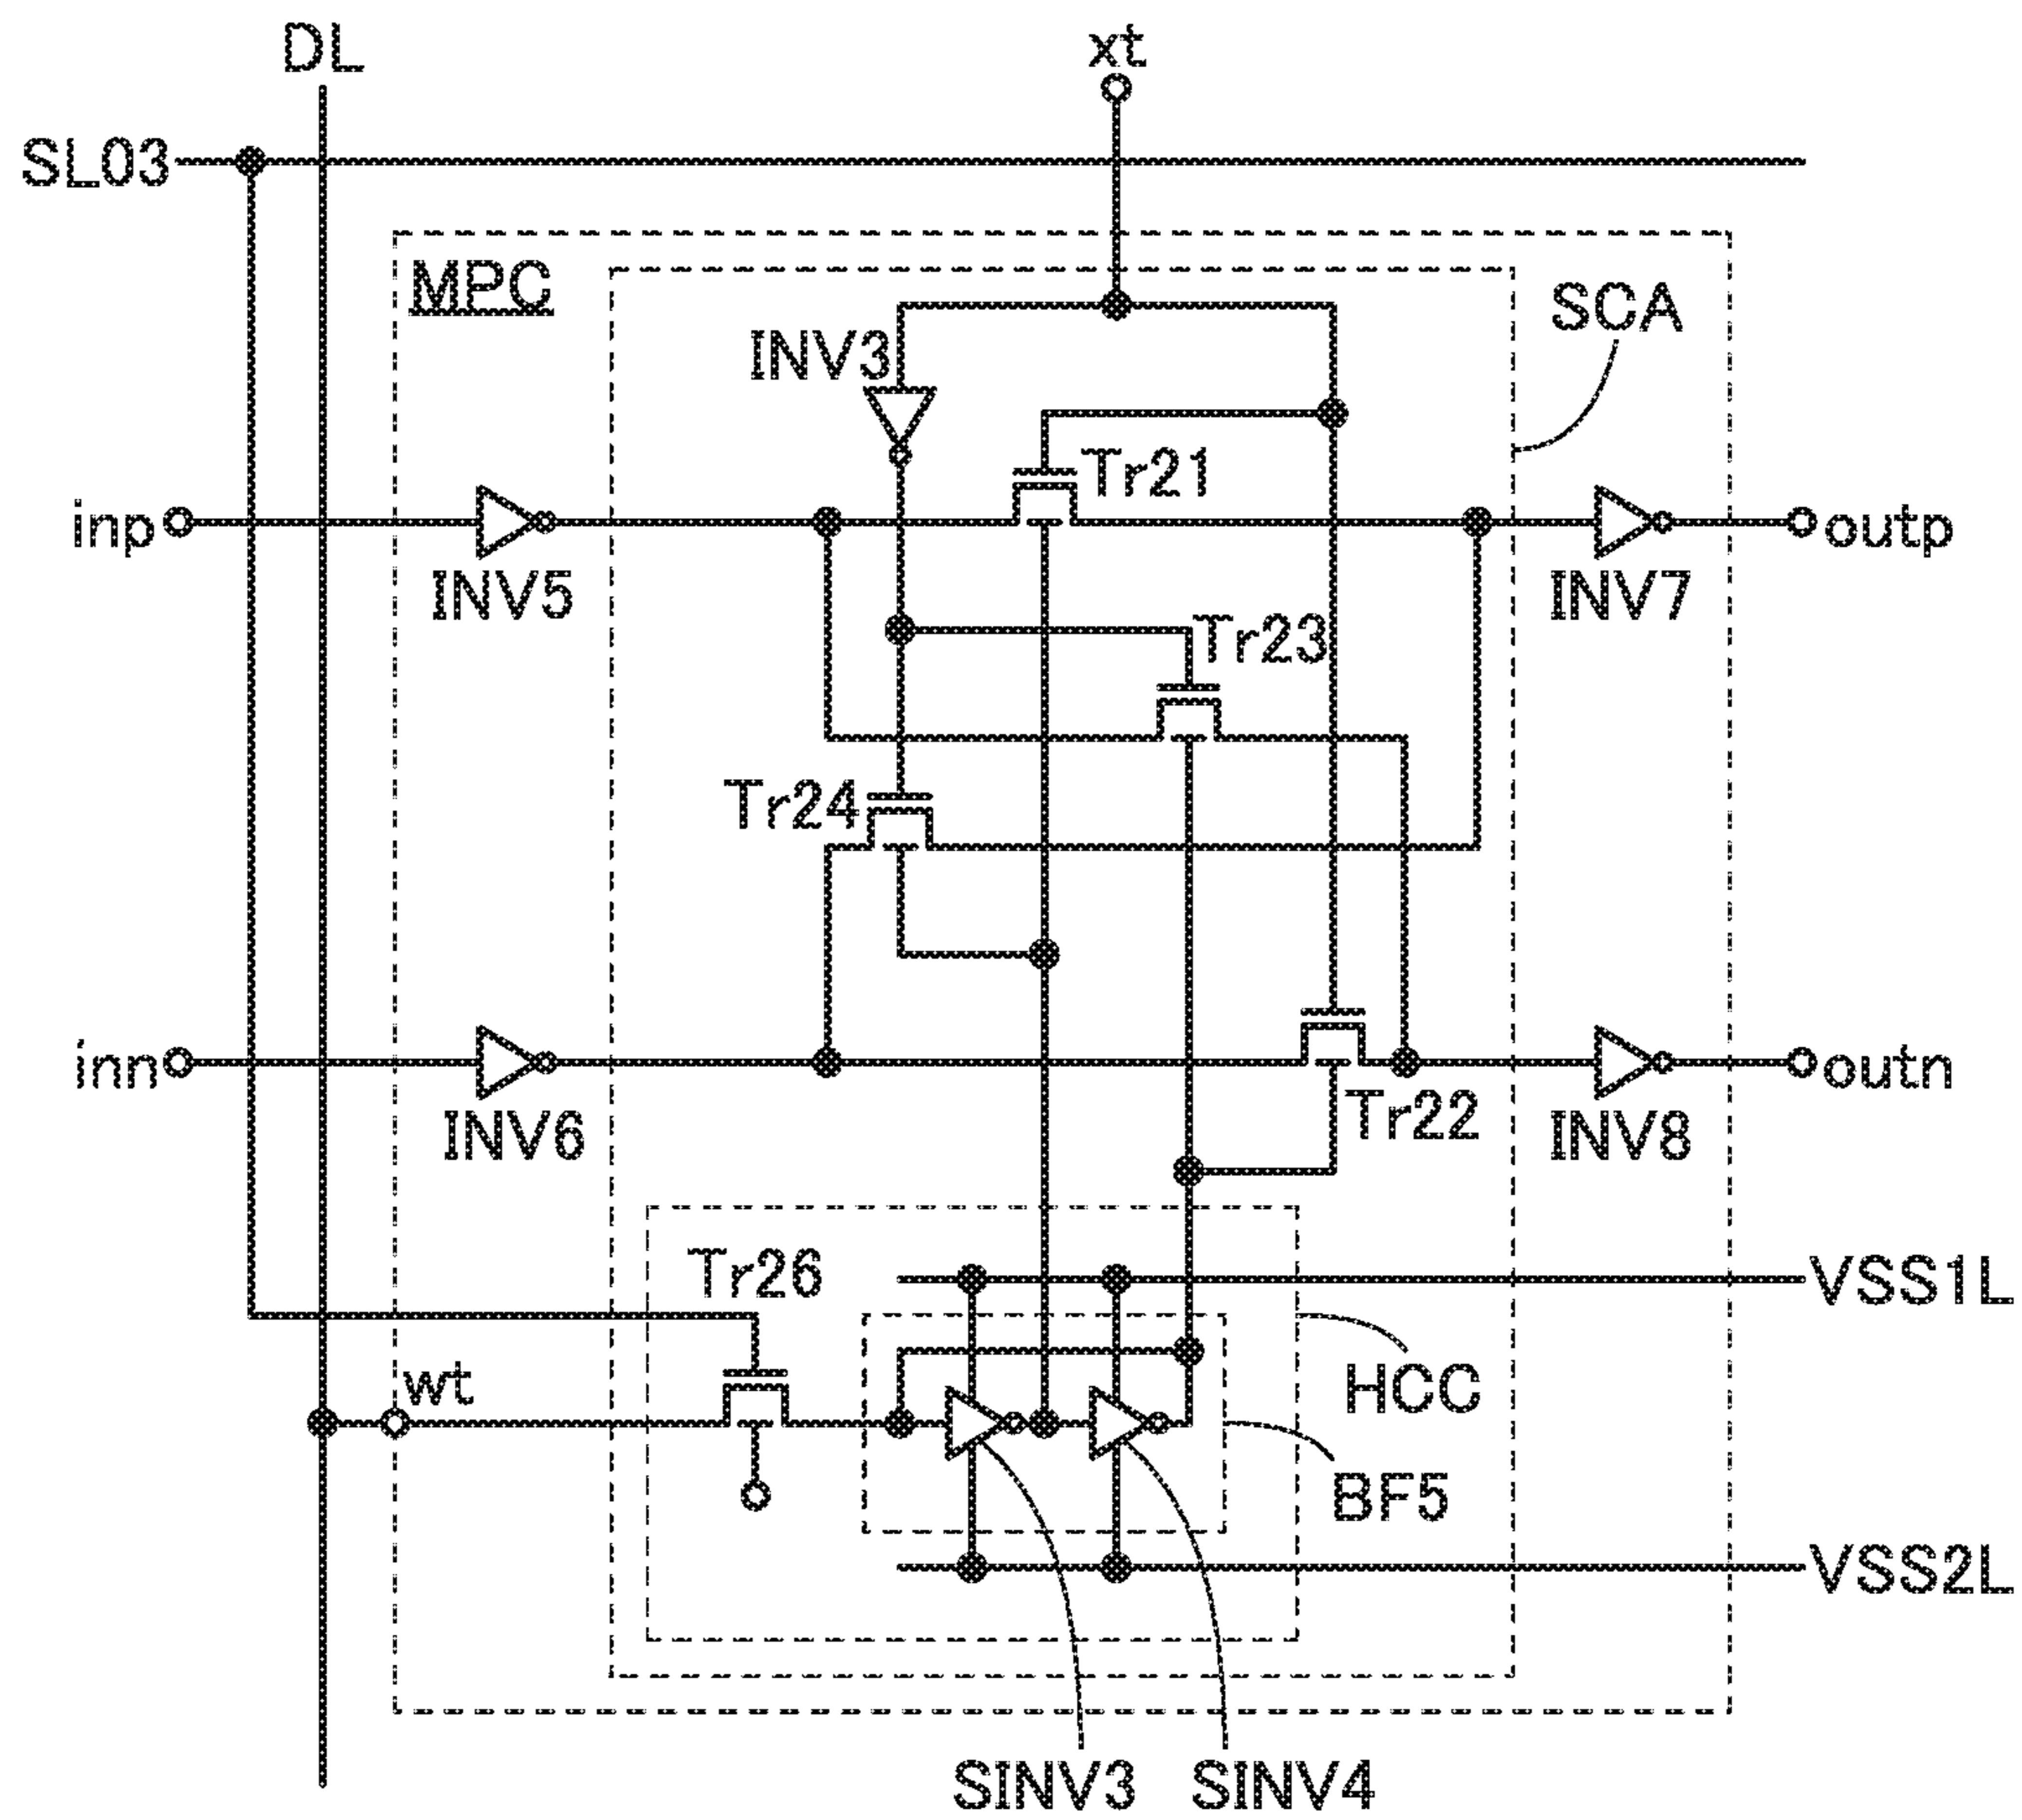 DL
xt
SL03
MPC
SCA
INV3
Tr21
inp
outp
INV5
INV7
Tr23
Tr24
inn
outn
INV6
Tr22
INV8
Tr26
VSS1L
wt
HCC
BF5
VSS2L
SINV3
SINV4